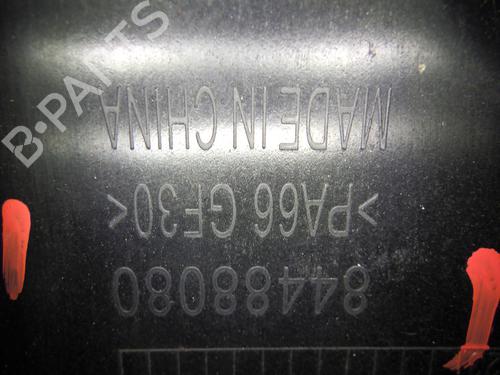 84488080
>PA66 GF30<
MADE IN CHINA
B-PARTS